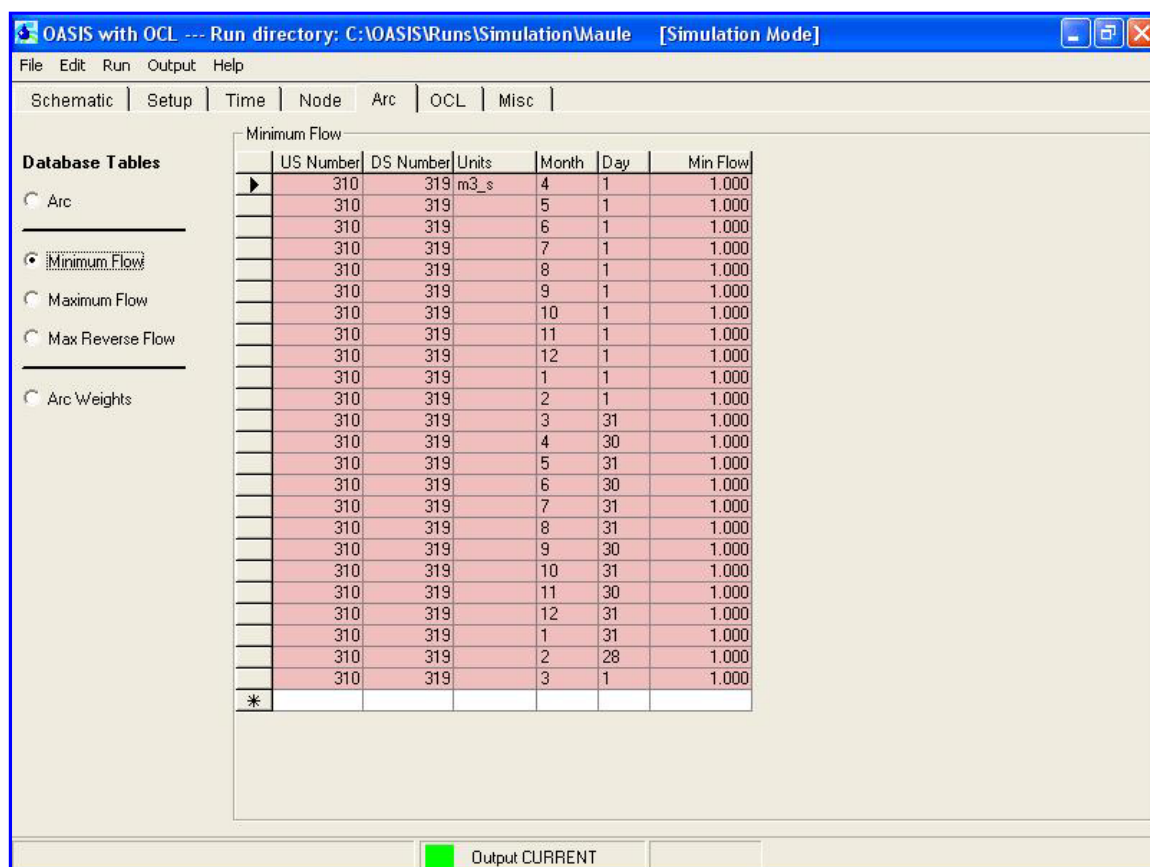 OASIS with OCL --- Run directory: C:\OASIS\Runs\Simulation\Maule [Simulation Mode]
File Edit Run Output Help
Schematic Setup Time Node Arc OCL Misc
Database Tables
Arc
Minimum Flow
Maximum Flow
Max Reverse Flow
Arc Weights
Minimum Flow
US Number DS Number Units Month Day Min Flow
310 319 m3_s 4 1 1.000
310 319 5 1 1.000
310 319 6 1 1.000
310 319 7 1 1.000
310 319 8 1 1.000
310 319 9 1 1.000
310 319 10 1 1.000
310 319 11 1 1.000
310 319 12 1 1.000
310 319 1 1 1.000
310 319 2 1 1.000
310 319 3 31 1.000
310 319 4 30 1.000
310 319 5 31 1.000
310 319 6 30 1.000
310 319 7 31 1.000
310 319 8 31 1.000
310 319 9 30 1.000
310 319 10 31 1.000
310 319 11 30 1.000
310 319 12 31 1.000
310 319 1 31 1.000
310 319 2 28 1.000
310 319 3 1 1.000
Output CURRENT